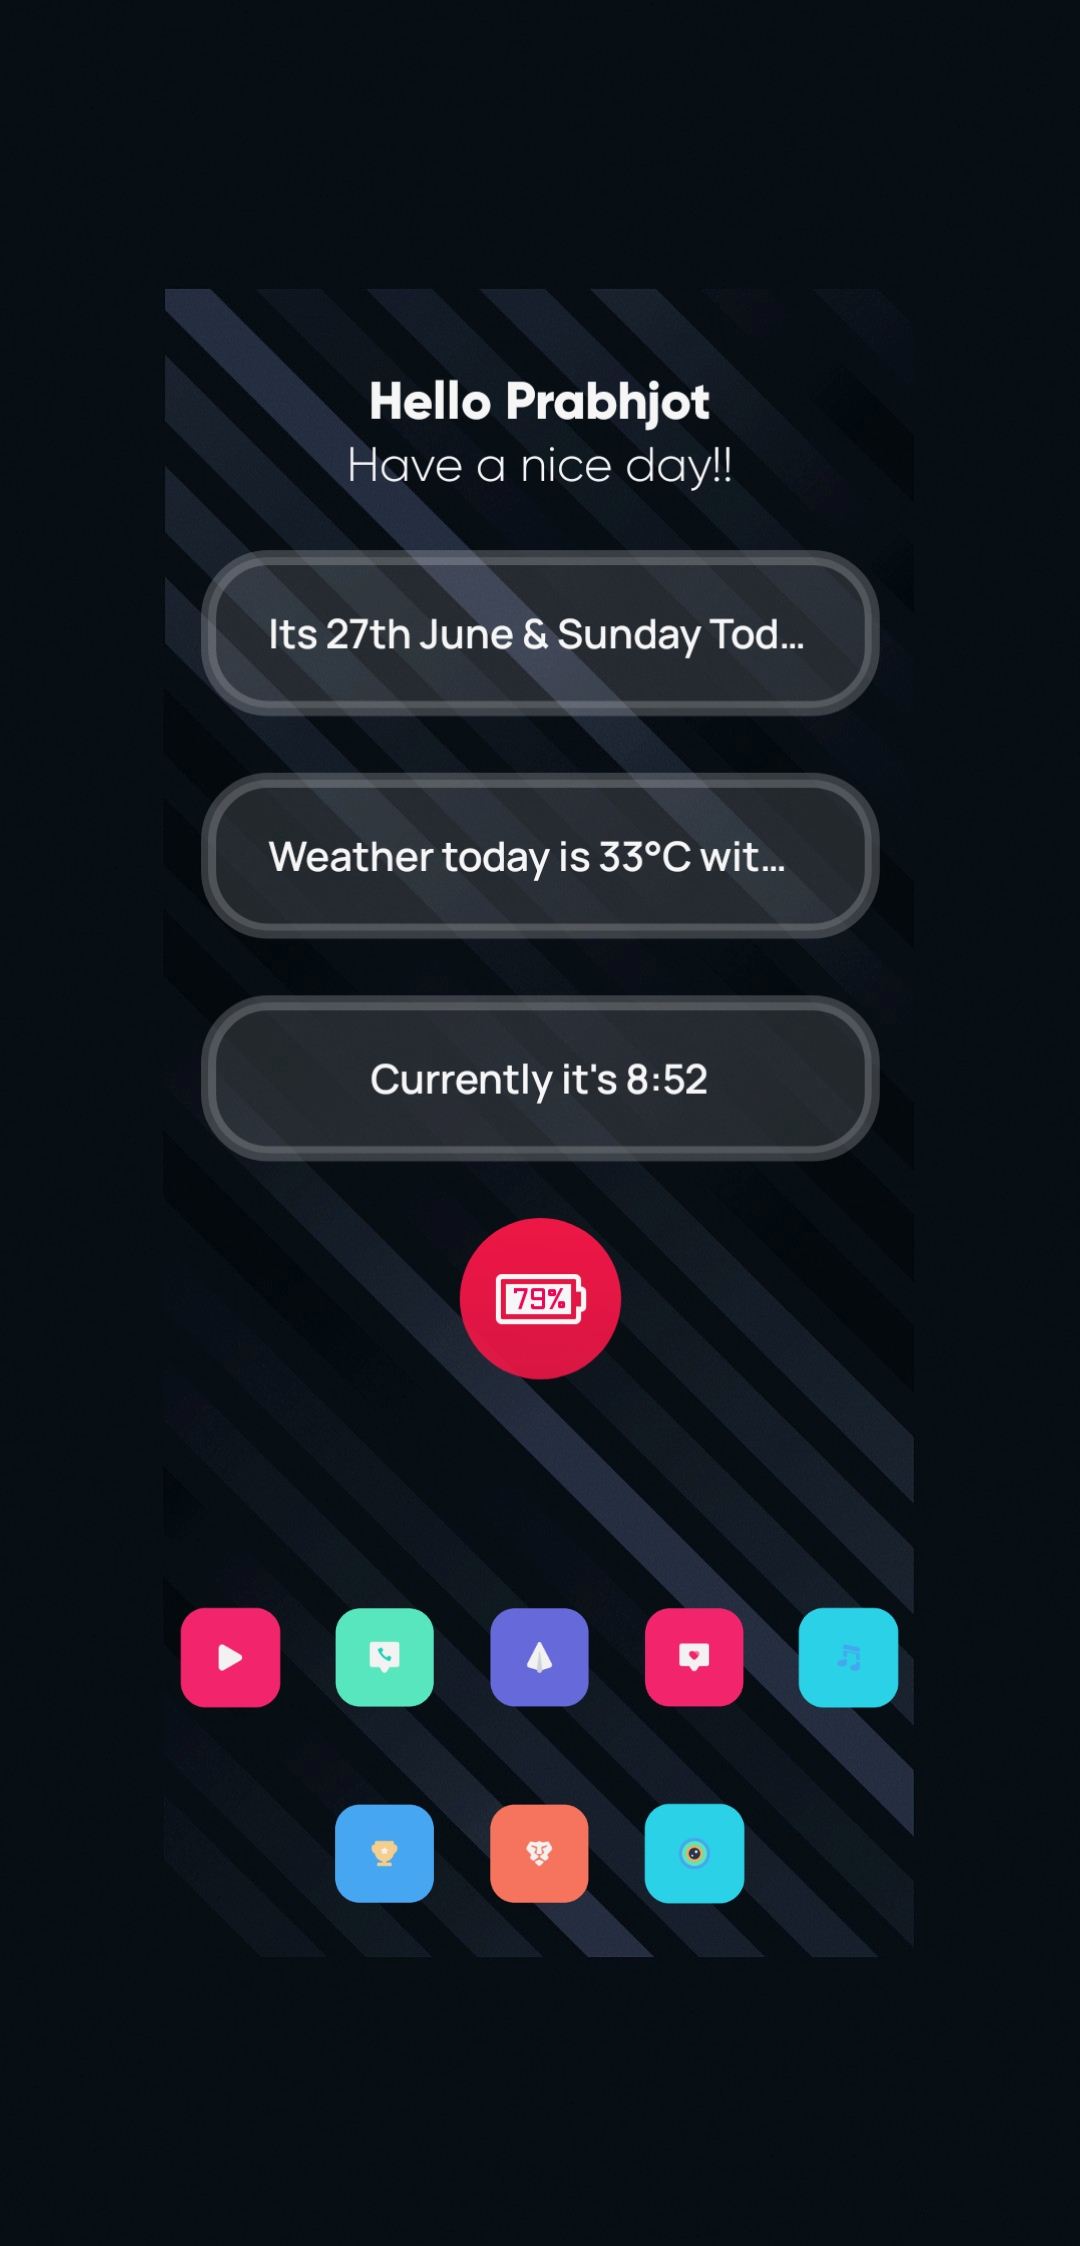 Hello Prabhjot
Have a nice day!!
Its 27th June & Sunday Tod...
Weather today is 33°C wit...
Currently it's 8:52
79%